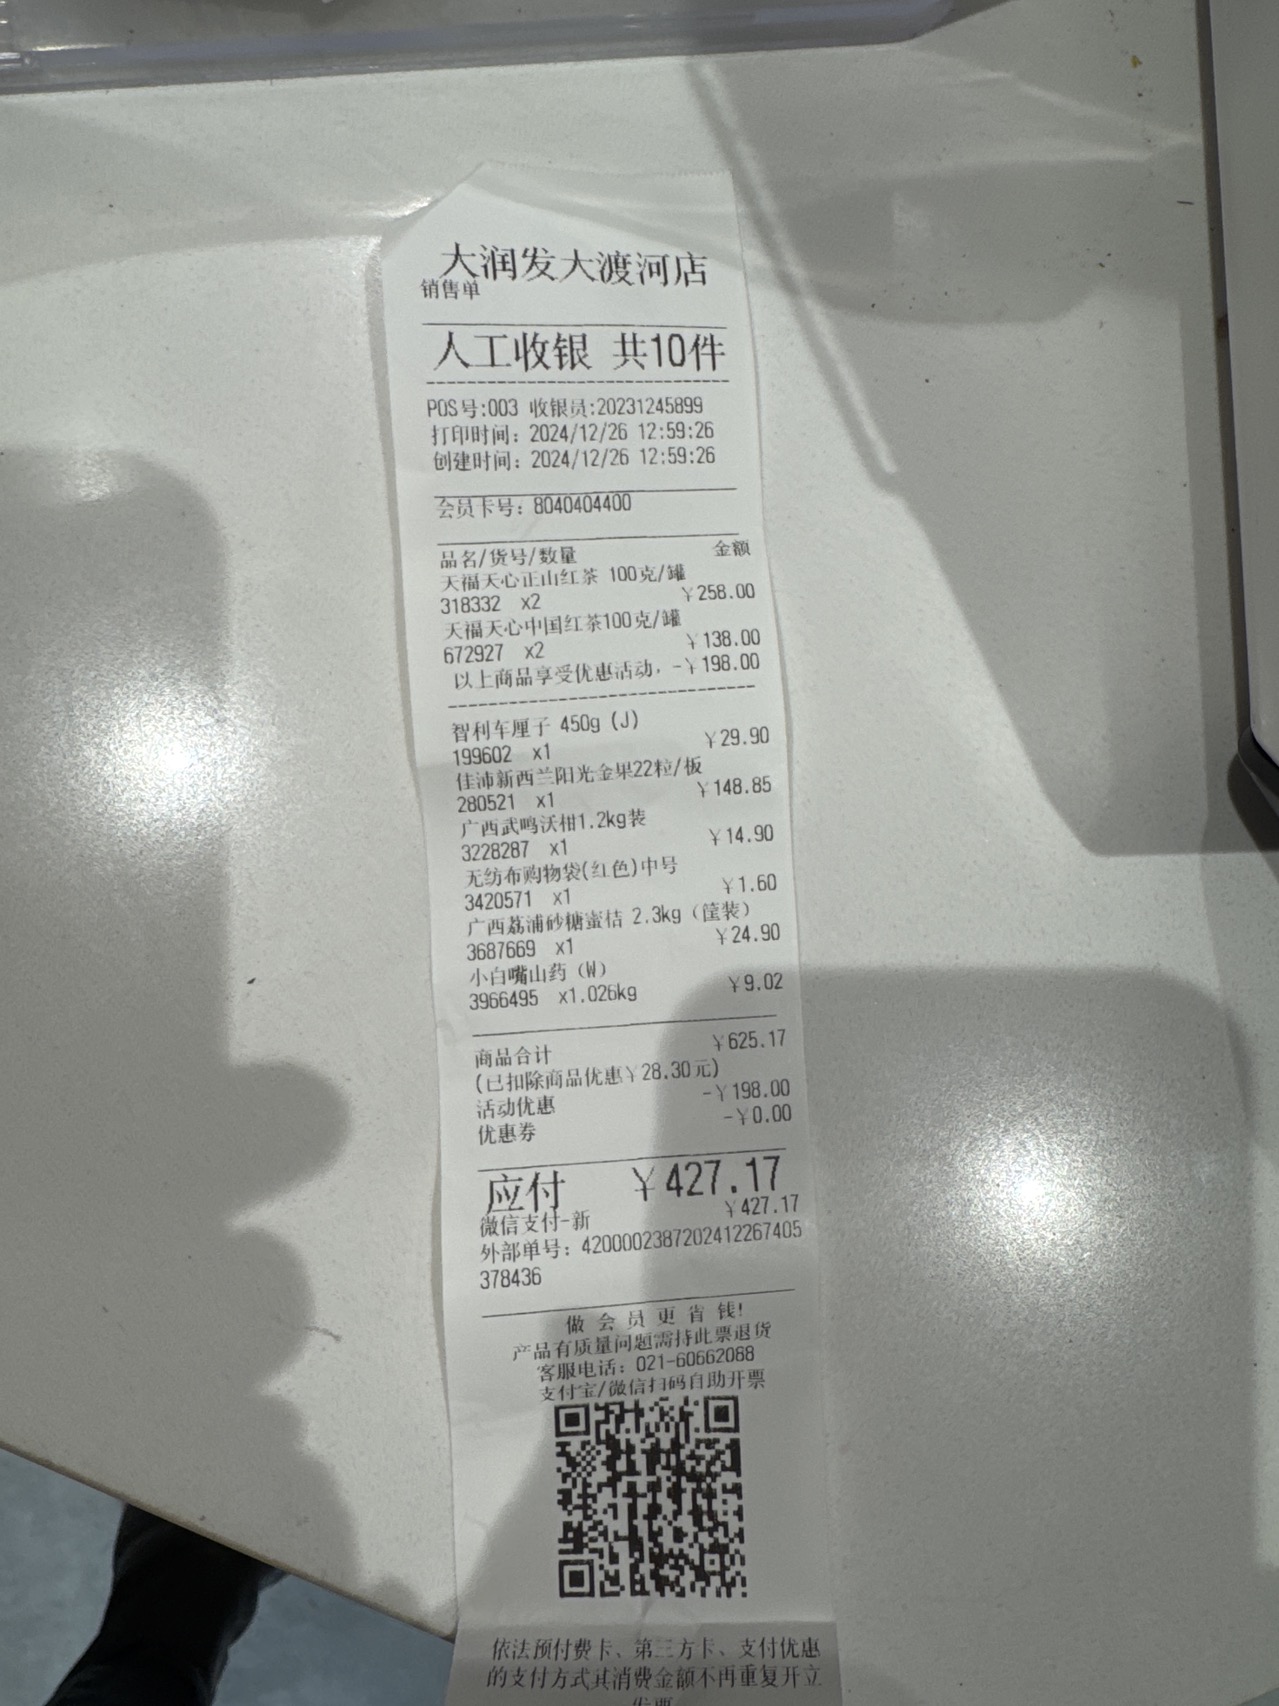 大润发大渡河店
销售单
人工收银 共10件
POS号:003 收银员:20231245899
打印时间：2024/12/26 12:59:26
创建时间：2024/12/26 12:59:26
会员卡号：8040404400
品名/货号/数量 金额
天福天心正山红茶 100克/罐
318332 x2 ￥258.00
天福天心中国红茶100克/罐
672927 x2 ￥138.00
以上商品享受优惠活动，-￥198.00
智利车厘子 450g (J)
199602 x1 ￥29.90
佳沛新西兰阳光金果22粒/板
280521 x1 ￥148.85
广西武鸣沃柑1.2kg装
3228287 x1 ￥14.90
无纺布购物袋(红色)中号
3420571 x1 ￥1.60
广西荔浦砂糖蜜桔 2.3kg（筐装）
3687669 x1 ￥24.90
小白嘴山药（W）
3966495 x1.026kg ￥9.02
商品合计 ￥625.17
(已扣除商品优惠￥28.30元)
活动优惠 -￥198.00
优惠券 -￥0.00
应付 ￥427.17
微信支付-新 ￥427.17
外部单号：4200002387202412267405
378436
做 会 员 更 省 钱!
产品有质量问题需持此票退货
客服电话：021-60662088
支付宝/微信扫码自助开票
依法预付费卡、第三方卡、支付优惠
的支付方式其消费金额不再重复开立
发票